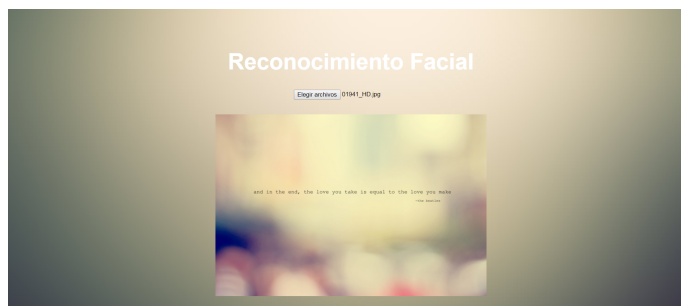 Reconocimiento Facial
Elegir archivos 01941_HD.jpg
and in the end, the love you take is equal to the love you make
-the beatles